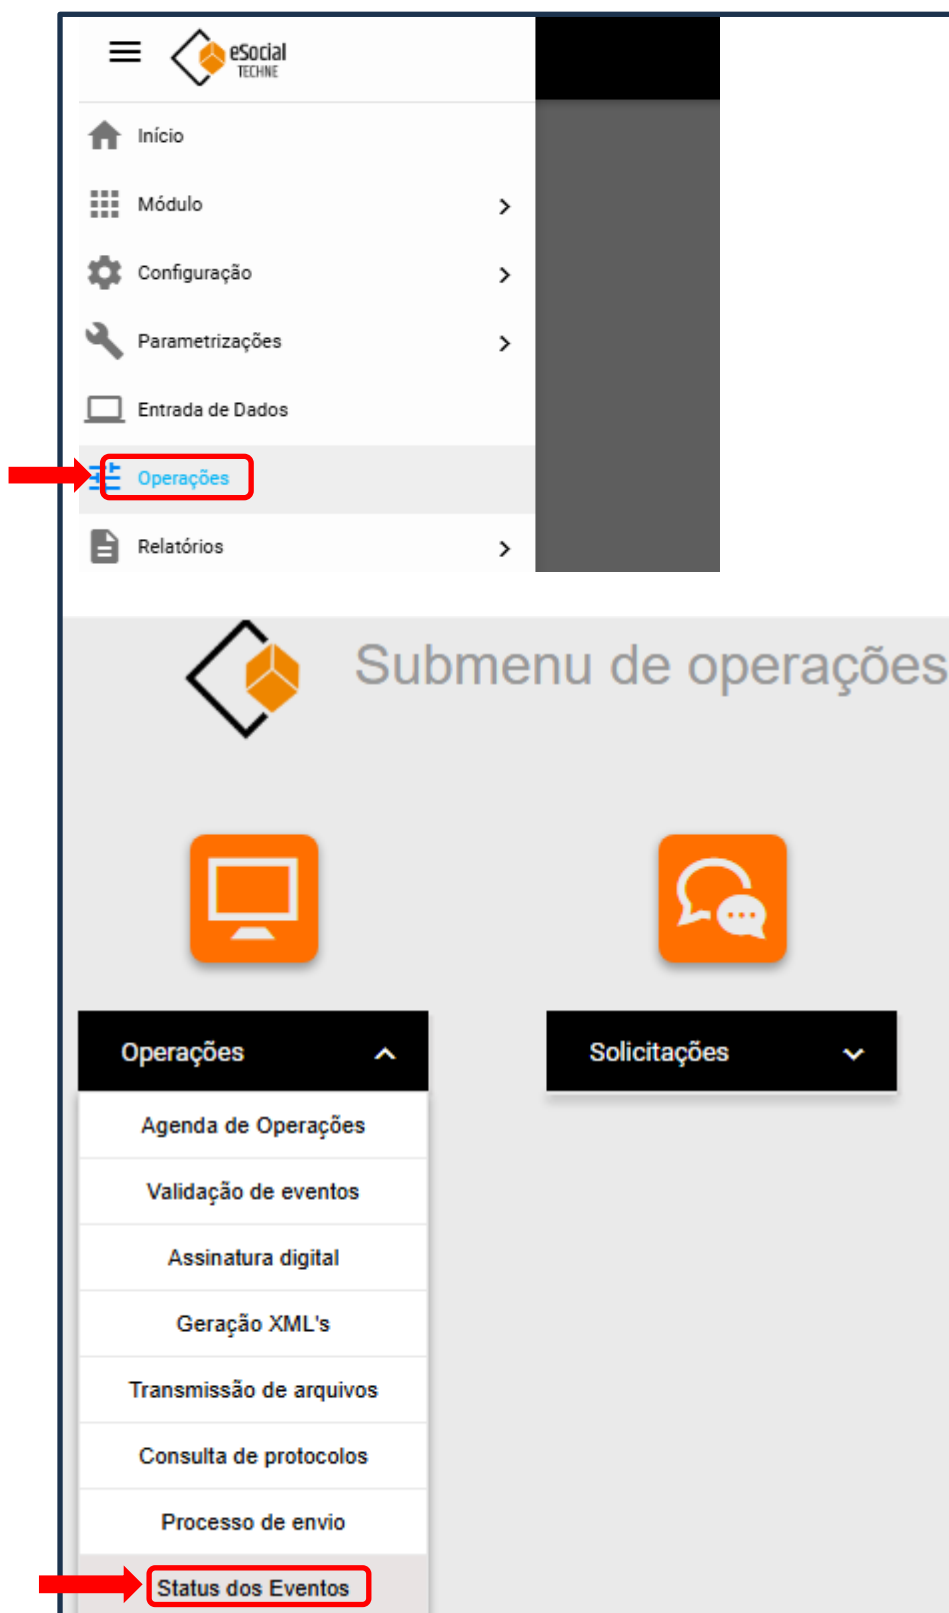 eSocial
TECHNE
Início
Módulo
Configuração
Parametrizações
Entrada de Dados
Operações
Relatórios
Submenu de operações
Operações
Solicitações
Agenda de Operações
Validação de eventos
Assinatura digital
Geração XML's
Transmissão de arquivos
Consulta de protocolos
Processo de envio
Status dos Eventos